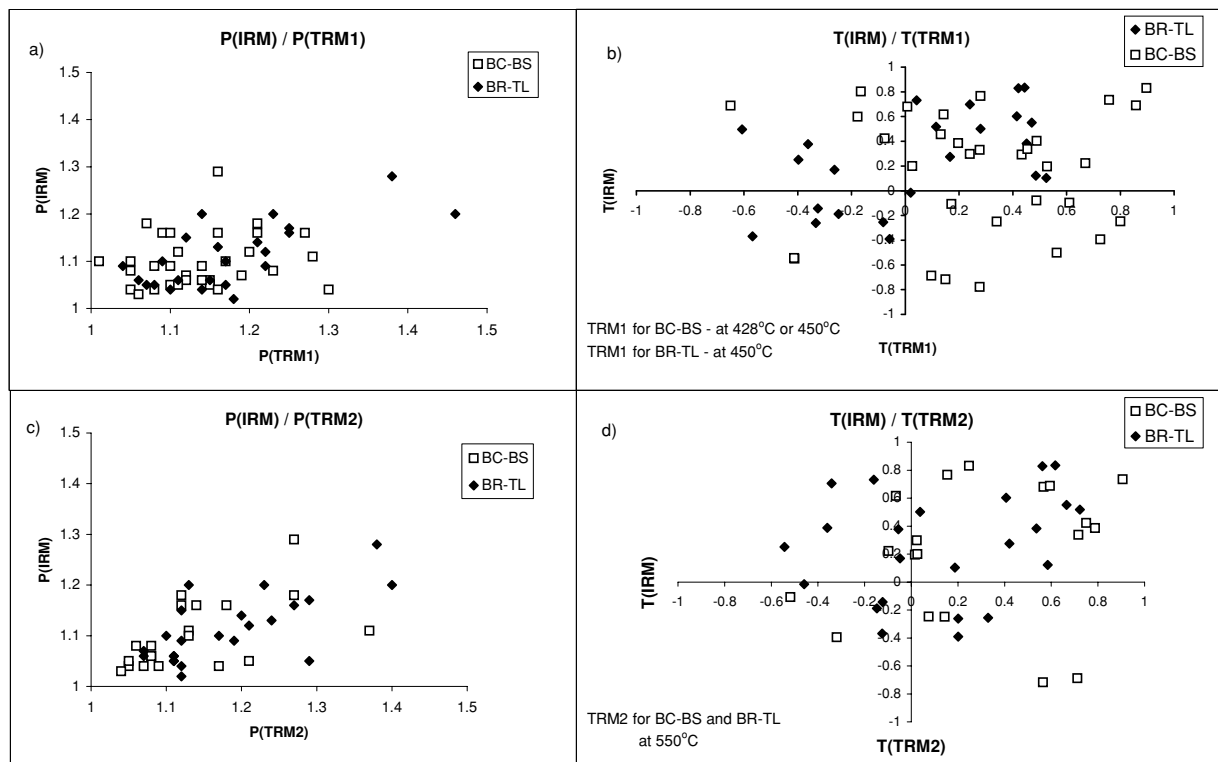 a)
P(IRM) / P(TRM1)
BC-BS
BR-TL
1.5
1.4
1.3
1.2
1.1
1
P(IRM)
1 1.1 1.2 1.3 1.4 1.5
P(TRM1)
b)
T(IRM) / T(TRM1)
BR-TL
BC-BS
1
0.8
0.6
0.4
0.2
0
-0.2
-0.4
-0.6
-0.8
-1
T(IRM)
-1 -0.8 -0.6 -0.4 -0.2 0 0.2 0.4 0.6 0.8 1
TRM1 for BC-BS - at 428°C or 450°C
TRM1 for BR-TL - at 450°C
T(TRM1)
c)
P(IRM) / P(TRM2)
BC-BS
BR-TL
1.5
1.4
1.3
1.2
1.1
1
P(IRM)
1 1.1 1.2 1.3 1.4 1.5
P(TRM2)
d)
T(IRM) / T(TRM2)
BC-BS
BR-TL
1
0.8
0.6
0.4
0.2
0
-0.2
-0.4
-0.6
-0.8
-1
T(IRM)
-1 -0.8 -0.6 -0.4 -0.2 0 0.2 0.4 0.6 0.8 1
TRM2 for BC-BS and BR-TL
at 550°C
T(TRM2)